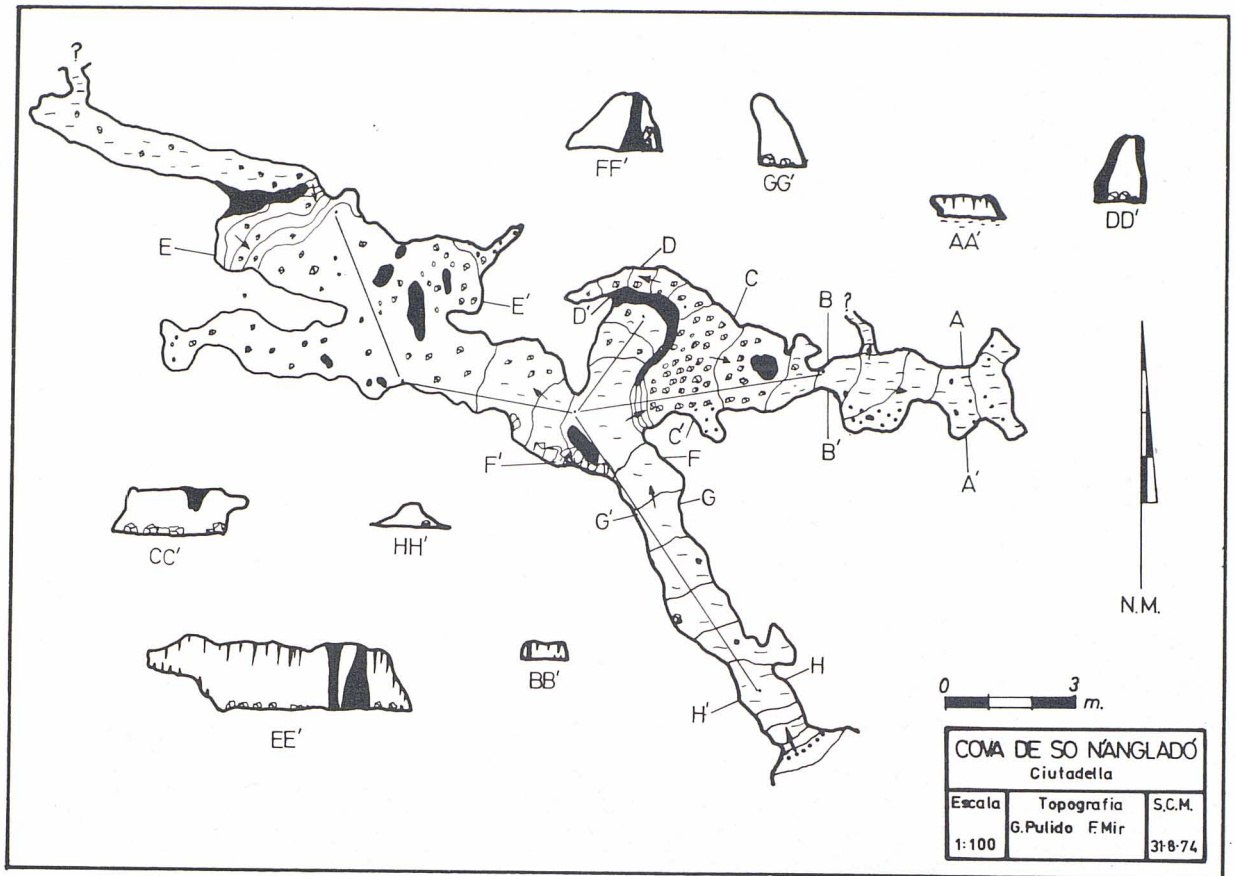 ?
FF'
GG'
DD'
AA'
E
E'
D
D'
C
C'
B
?
B'
A
A'
F
F'
G
G'
H
H'
CC'
HH'
EE'
BB'
N.M.
0 3 m.
COVA DE SO N'ANGLADÓ
Ciutadella
Escala
1:100
Topografia
G.Pulido F.Mir
S.C.M.
31-8-74